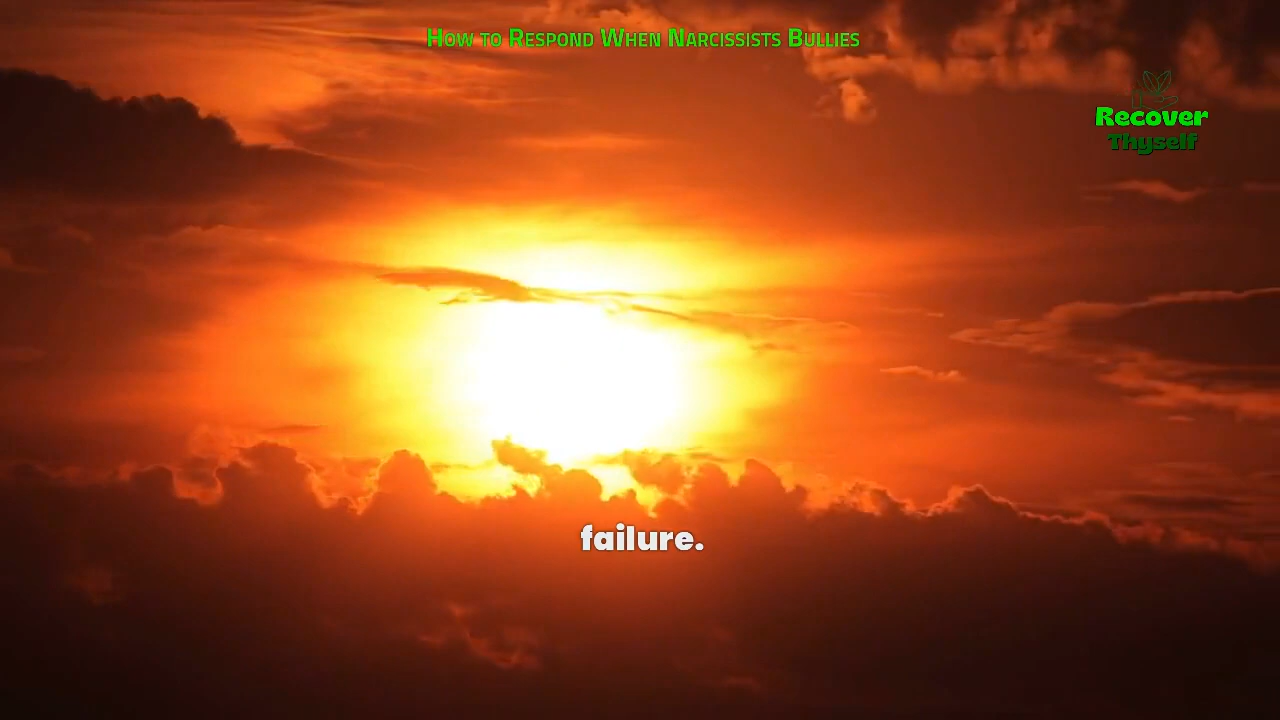 How to Respond When Narcissists Bullies
Recover
Thyself
failure.